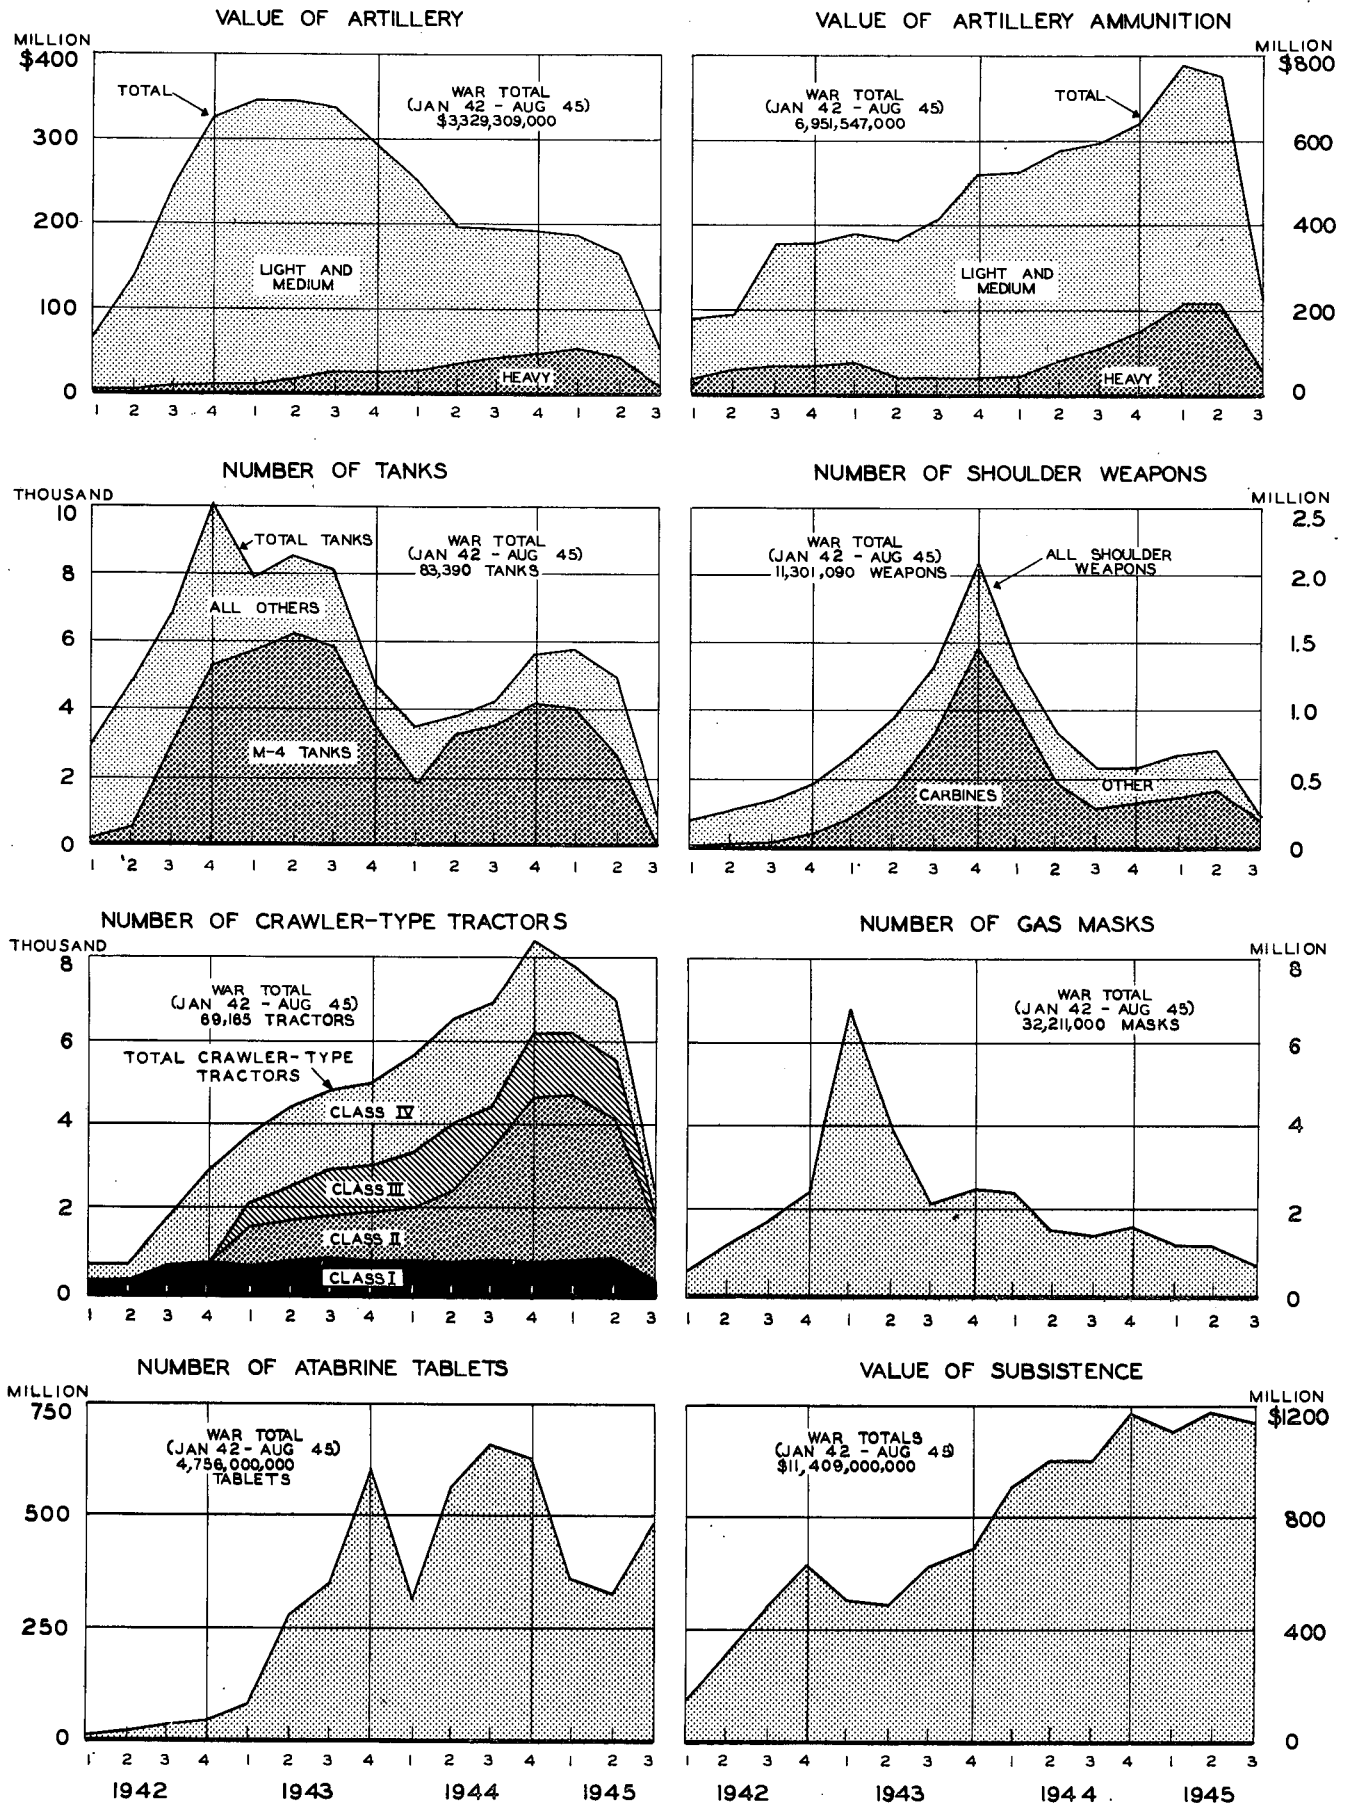 VALUE OF ARTILLERY
MILLION
$400
300
200
100
0
TOTAL
WAR TOTAL
(JAN 42 - AUG 45)
$3,329,309,000
LIGHT AND
MEDIUM
HEAVY
1 2 3 4 1 2 3 4 1 2 3 4 1 2 3
VALUE OF ARTILLERY AMMUNITION
MILLION
$800
600
400
200
0
WAR TOTAL
(JAN 42 - AUG 45)
6,951,547,000
TOTAL
LIGHT AND
MEDIUM
HEAVY
1 2 3 4 1 2 3 4 1 2 3 4 1 2 3
NUMBER OF TANKS
THOUSAND
10
8
6
4
2
0
TOTAL TANKS
WAR TOTAL
(JAN 42 - AUG 45)
83,390 TANKS
ALL OTHERS
M-4 TANKS
1 2 3 4 1 2 3 4 1 2 3 4 1 2 3
NUMBER OF SHOULDER WEAPONS
MILLION
2.5
2.0
1.5
1.0
0.5
0
WAR TOTAL
(JAN 42 - AUG 45)
11,301,090 WEAPONS
ALL SHOULDER
WEAPONS
CARBINES
OTHER
1 2 3 4 1 2 3 4 1 2 3 4 1 2 3
NUMBER OF CRAWLER-TYPE TRACTORS
THOUSAND
8
6
4
2
0
WAR TOTAL
(JAN 42 - AUG 45)
69,165 TRACTORS
TOTAL CRAWLER-TYPE
TRACTORS
CLASS IV
CLASS III
CLASS II
CLASS I
1 2 3 4 1 2 3 4 1 2 3 4 1 2 3
NUMBER OF GAS MASKS
MILLION
8
6
4
2
0
WAR TOTAL
(JAN 42 - AUG 45)
32,211,000 MASKS
1 2 3 4 1 2 3 4 1 2 3 4 1 2 3
NUMBER OF ATABRINE TABLETS
MILLION
750
500
250
0
WAR TOTAL
(JAN 42 - AUG 45)
4,756,000,000
TABLETS
1 2 3 4 1 2 3 4 1 2 3 4 1 2 3
1942 1943 1944 1945
VALUE OF SUBSISTENCE
MILLION
$1200
800
400
0
WAR TOTALS
(JAN 42 - AUG 45)
$11,409,000,000
1 2 3 4 1 2 3 4 1 2 3 4 1 2 3
1942 1943 1944 1945